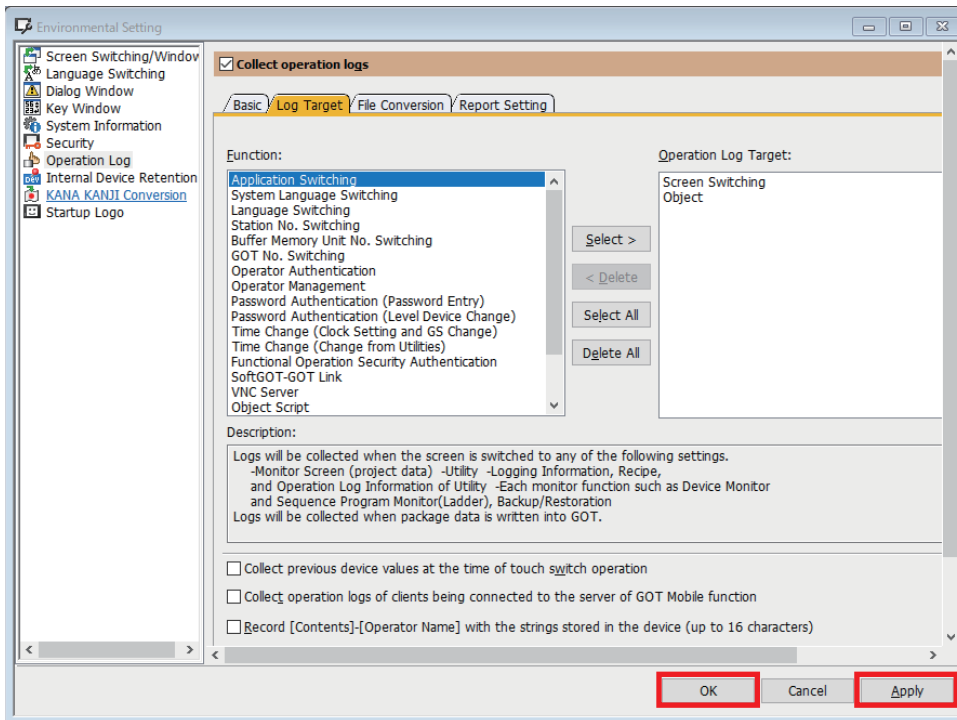 Environmental Setting
Screen Switching/Window
Language Switching
Dialog Window
Key Window
System Information
Security
Operation Log
Internal Device Retention
KANA KANJI Conversion
Startup Logo
Collect operation logs
Basic Log Target File Conversion Report Setting
Function:
Application Switching
System Language Switching
Language Switching
Station No. Switching
Buffer Memory Unit No. Switching
GOT No. Switching
Operator Authentication
Operator Management
Password Authentication (Password Entry)
Password Authentication (Level Device Change)
Time Change (Clock Setting and GS Change)
Time Change (Change from Utilities)
Functional Operation Security Authentication
SoftGOT-GOT Link
VNC Server
Object Script
Select >
< Delete
Select All
Delete All
Operation Log Target:
Screen Switching
Object
Description:
Logs will be collected when the screen is switched to any of the following settings.
-Monitor Screen (project data) -Utility -Logging Information, Recipe,
and Operation Log Information of Utility -Each monitor function such as Device Monitor
and Sequence Program Monitor(Ladder), Backup/Restoration
Logs will be collected when package data is written into GOT.
Collect previous device values at the time of touch switch operation
Collect operation logs of clients being connected to the server of GOT Mobile function
Record [Contents]-[Operator Name] with the strings stored in the device (up to 16 characters)
OK Cancel Apply